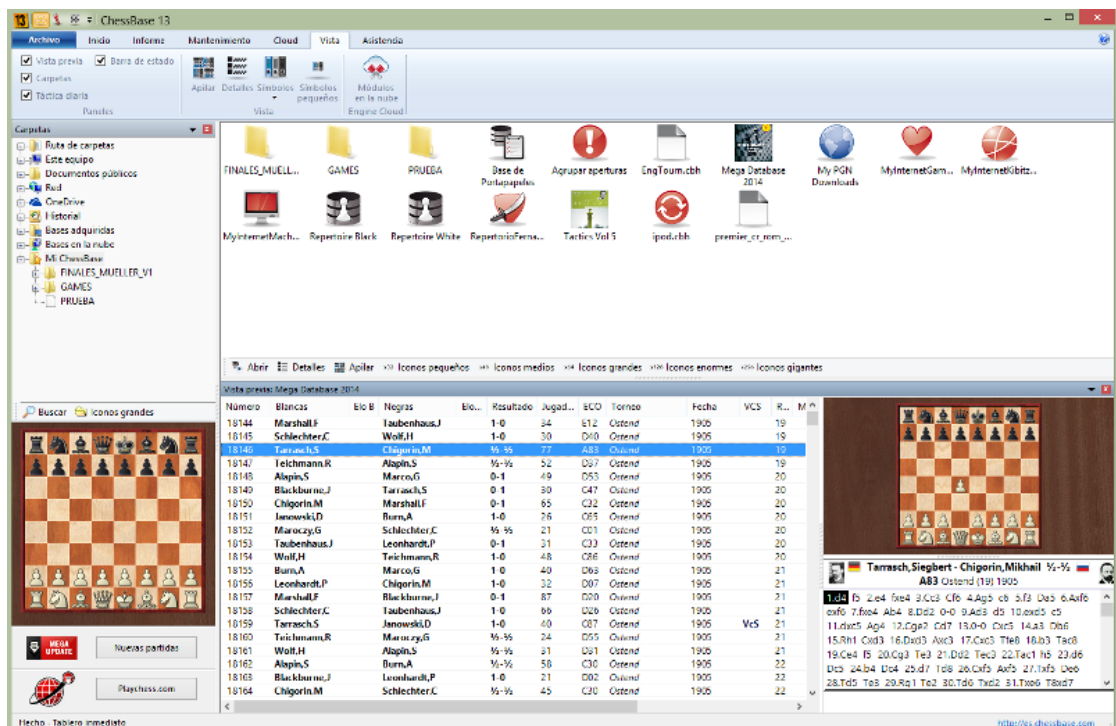 ChessBase 13
Archivo Inicio Informe Mantenimiento Cloud Vista Asistencia
Vista previa Barra de estado
Carpetas
Táctica diaria
Apilar Detalles Símbolos Símbolos pequeños Módulos en la nube
Paneles Vista Engine Cloud
Carpetas
Ruta de carpetas
Este equipo
Documentos públicos
Red
OneDrive
Historial
Bases adquiridas
Bases en la nube
Mi ChessBase
FINALES_MUELLER_V1
GAMES
PRUEBA
FINALES_MUELL... GAMES PRUEBA Base de Portapapeles Agrupar aperturas EngTourn.cbh Mega Database 2014 My PGN Downloads MyInternetGam... MyInternetKibitz...
MyInternetMach... Repertoire Black Repertoire White RepertorioFerna... Tactics Vol 5 ipod.cbh premier_cr_rom_...
Abrir Detalles Apilar Iconos pequeños Iconos medios Iconos grandes Iconos enormes Iconos gigantes
Buscar Iconos grandes
MEGA UPDATE Nuevas partidas
Playchess.com
Vista previa: Mega Database 2014
Número Blancas Elo B Negras Elo... Resultado Jugad... ECO Torneo Fecha VCS R... M
18144 Marshall,F Taubenhaus,J 1-0 34 E12 Ostend 1905 19
18145 Schlechter,C Wolf,H 1-0 30 D40 Ostend 1905 19
18146 Tarrasch,S Chigorin,M ½-½ 77 A83 Ostend 1905 19
18147 Teichmann,R Alapin,S ½-½ 52 D37 Ostend 1905 19
18148 Alapin,S Marco,G 0-1 49 D53 Ostend 1905 20
18149 Blackburne,J Tarrasch,S 0-1 30 C47 Ostend 1905 20
18150 Chigorin,M Marshall,F 0-1 65 C32 Ostend 1905 20
18151 Janowski,D Burn,A 1-0 26 C65 Ostend 1905 20
18152 Maroczy,G Schlechter,C ½-½ 21 C01 Ostend 1905 20
18153 Taubenhaus,J Leonhardt,P 0-1 31 C33 Ostend 1905 20
18154 Wolf,H Teichmann,R 1-0 48 C86 Ostend 1905 20
18155 Burn,A Marco,G 1-0 40 D63 Ostend 1905 21
18156 Leonhardt,P Chigorin,M 1-0 32 D07 Ostend 1905 21
18157 Marshall,F Blackburne,J 0-1 87 D20 Ostend 1905 21
18158 Schlechter,C Taubenhaus,J 1-0 66 D26 Ostend 1905 21
18159 Tarrasch,S Janowski,D 1-0 40 C87 Ostend 1905 VcS 21
18160 Teichmann,R Maroczy,G ½-½ 24 D55 Ostend 1905 21
18161 Wolf,H Alapin,S ½-½ 31 D31 Ostend 1905 21
18162 Alapin,S Burn,A ½-½ 58 C30 Ostend 1905 22
18163 Blackburne,J Leonhardt,P 1-0 21 D02 Ostend 1905 22
18164 Chigorin,M Schlechter,C ½-½ 45 C30 Ostend 1905 22
Tarrasch,Siegbert - Chigorin,Mikhail ½-½
A83 Ostend (19) 1905
1.d4 f5 2.e4 fxe4 3.Cc3 Cf6 4.Ag5 c6 5.f3 Da5 6.Axf6
exf6 7.fxe4 Ab4 8.Dd2 0-0 9.Ad3 d5 10.exd5 c5
11.dxc5 Ag4 12.Cge2 Cd7 13.0-0 Cxc5 14.a3 Db6
15.Rh1 Cxd3 16.Dxd3 Axc3 17.Cxc3 Tfe8 18.b3 Tac8
19.Ce4 f5 20.Cg3 Te3 21.Dd2 Tec3 22.Tac1 h5 23.d6
Dc5 24.b4 Dc4 25.d7 Td8 26.Cxf5 Axf5 27.Txf5 De6
28.Td5 Te3 29.Rg1 Te2 30.Td6 Txd2 31.Txe6 T8xd7
Hecho - Tablero inmediato
http://es.chessbase.com